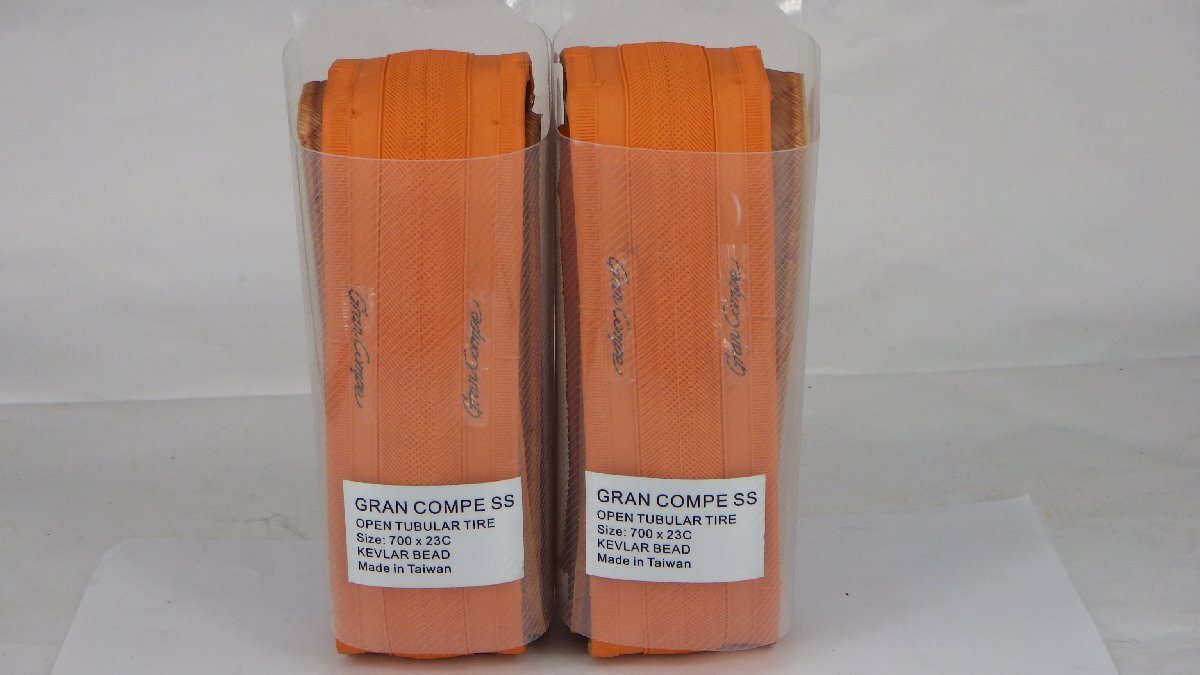 Gran Compe
Gran Compe
GRAN COMPE SS
OPEN TUBULAR TIRE
Size: 700 x 23C
KEVLAR BEAD
Made in Taiwan
Gran Compe
Gran Compe
GRAN COMPE SS
OPEN TUBULAR TIRE
Size: 700 x 23C
KEVLAR BEAD
Made in Taiwan